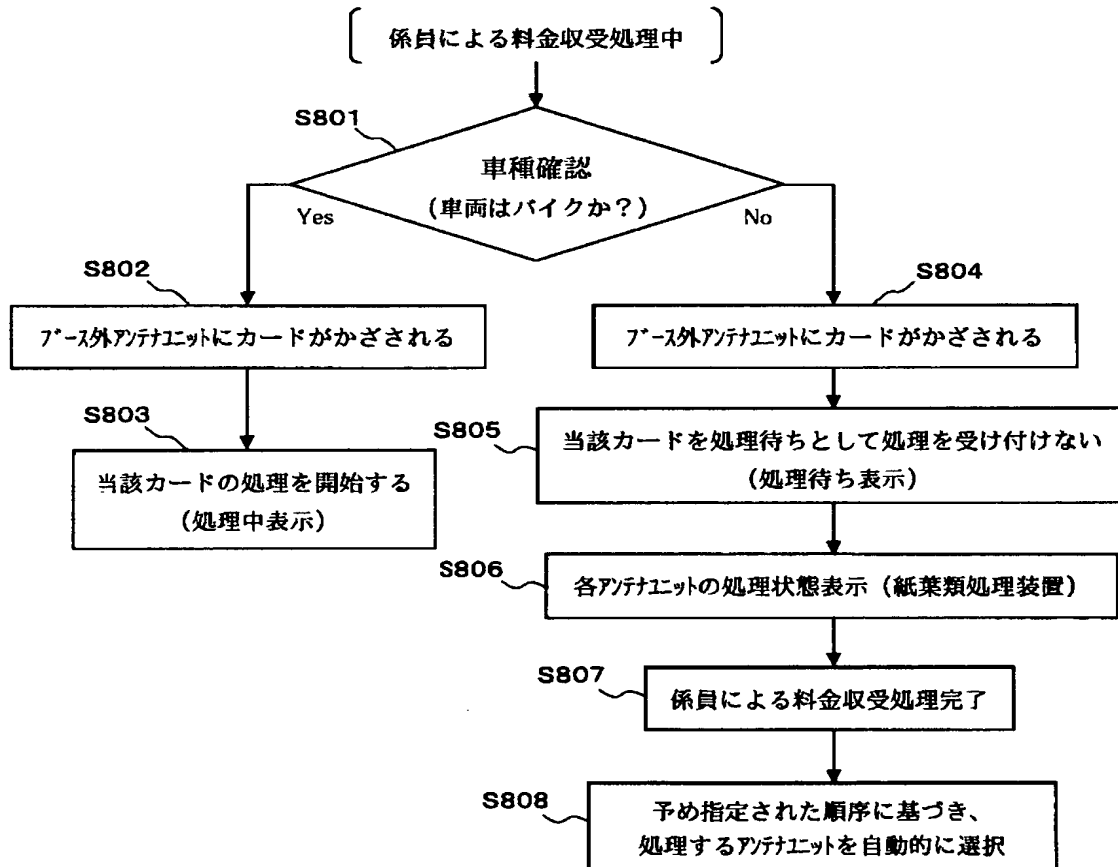 係員による料金収受処理中
S801
車種確認
(車両はバイクか?)
Yes
No
S802
ブース外アンテナユニットにカードがかざされる
S803
当該カードの処理を開始する
(処理中表示)
S804
ブース外アンテナユニットにカードがかざされる
S805
当該カードを処理待ちとして処理を受け付けない
(処理待ち表示)
S806
各アンテナユニットの処理状態表示(紙葉類処理装置)
S807
係員による料金収受処理完了
S808
予め指定された順序に基づき、
処理するアンテナユニットを自動的に選択